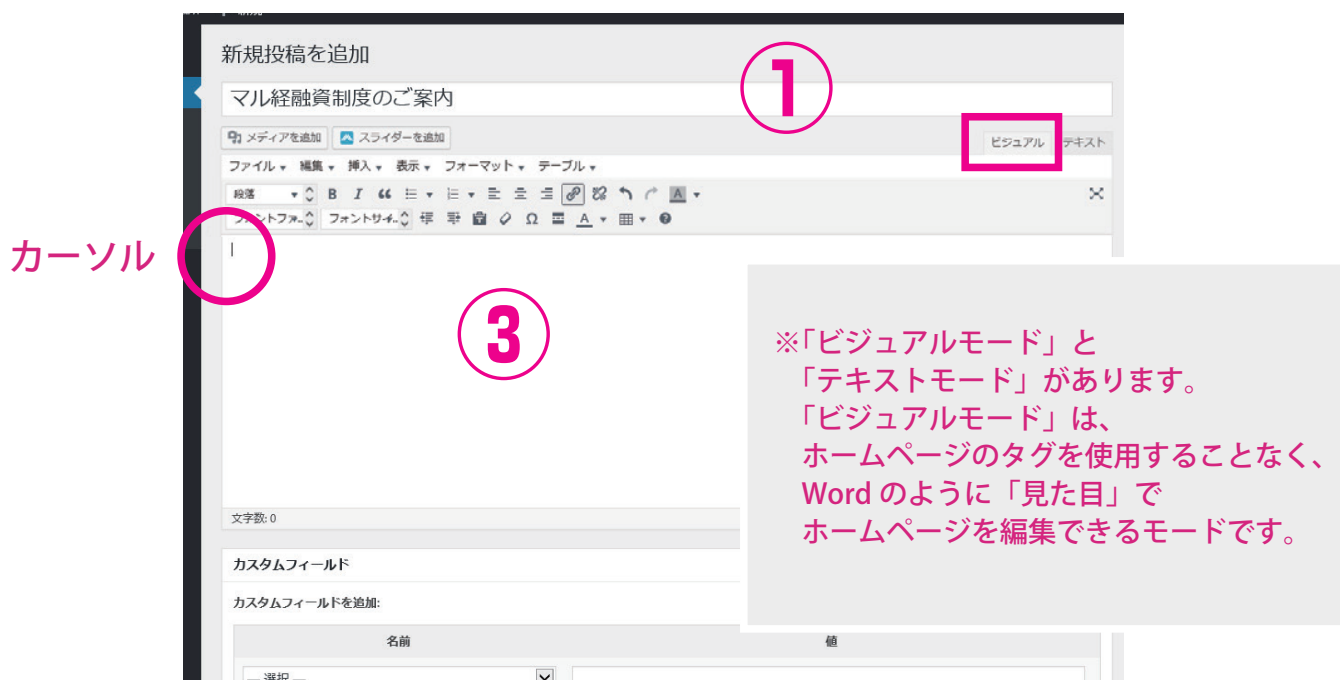 新規投稿を追加
①
マル経融資制度のご案内
メディアを追加 スライダーを追加
ビジュアル テキスト
ファイル 編集 挿入 表示 フォーマット テーブル
段落 B I
フォントサイ..
カーソル
③
※「ビジュアルモード」と
「テキストモード」があります。
「ビジュアルモード」は、
ホームページのタグを使用することなく、
Word のように「見た目」で
ホームページを編集できるモードです。
文字数: 0
カスタムフィールド
カスタムフィールドを追加:
名前 値
— 選択 —